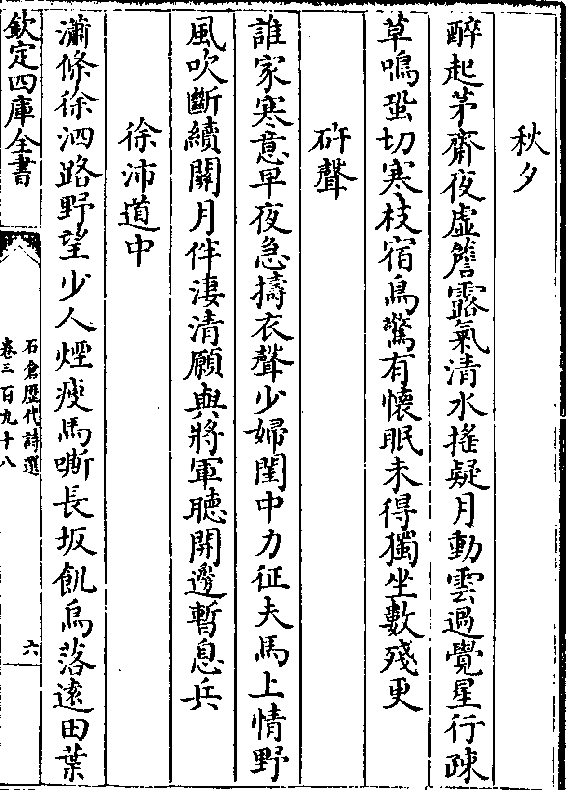 秋夕
醉起茅齋夜虛簷露氣清水揺疑月動雲過覺星行疎
草鳴蛩切寒枝宿鳥驚有懷眠未得獨坐數殘更
砧聲
誰家寒意早夜急擣衣聲少婦閨中力征夫馬上情野
風吹斷續關月伴淒清願與將軍聽開邊暫息兵
徐沛道中
瀟條徐泗路野望少人煙瘦馬嘶長坂飢烏落逺田葉
欽定四庫全書
石倉歴代詩選
卷三百九十八
六